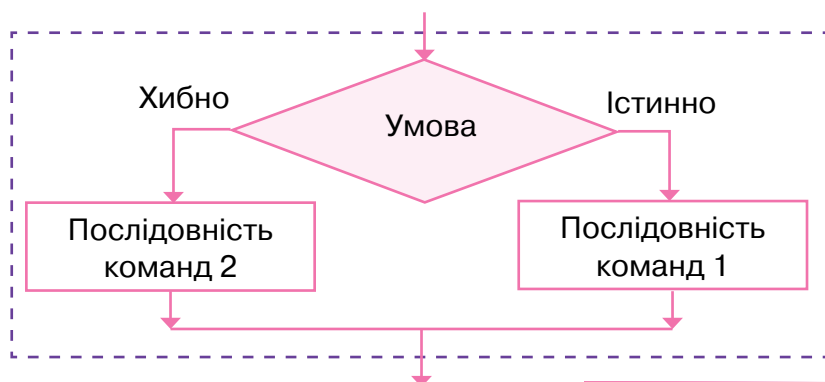 Хибно
Умова
Істинно
Послідовність
команд 2
Послідовність
команд 1